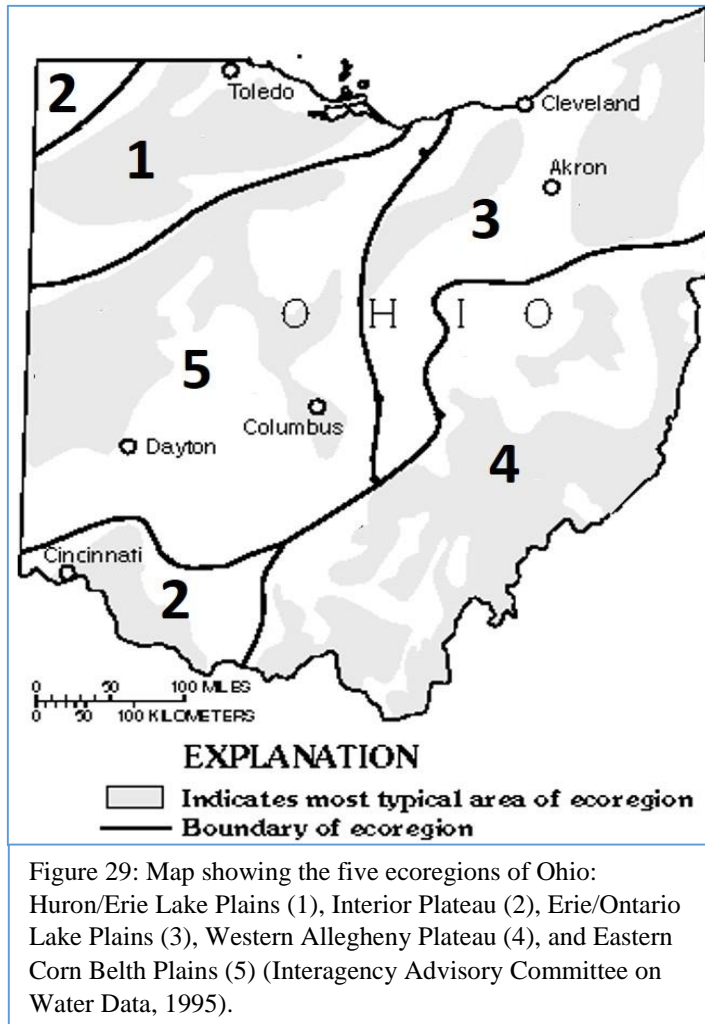 2
Toledo
1
Cleveland
Akron
3
O H I O
5
Columbus
Dayton
4
Cincinnati
2
0 50 100 MILES
0 50 100 KILOMETERS
EXPLANATION
Indicates most typical area of ecoregion
Boundary of ecoregion
Figure 29: Map showing the five ecoregions of Ohio:
Huron/Erie Lake Plains (1), Interior Plateau (2), Erie/Ontario
Lake Plains (3), Western Allegheny Plateau (4), and Eastern
Corn Belth Plains (5) (Interagency Advisory Committee on
Water Data, 1995).